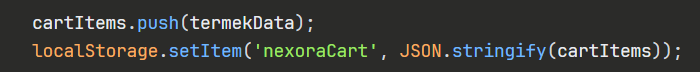 cartItems.push(termekData);
localStorage.setItem('nexoraCart', JSON.stringify(cartItems));